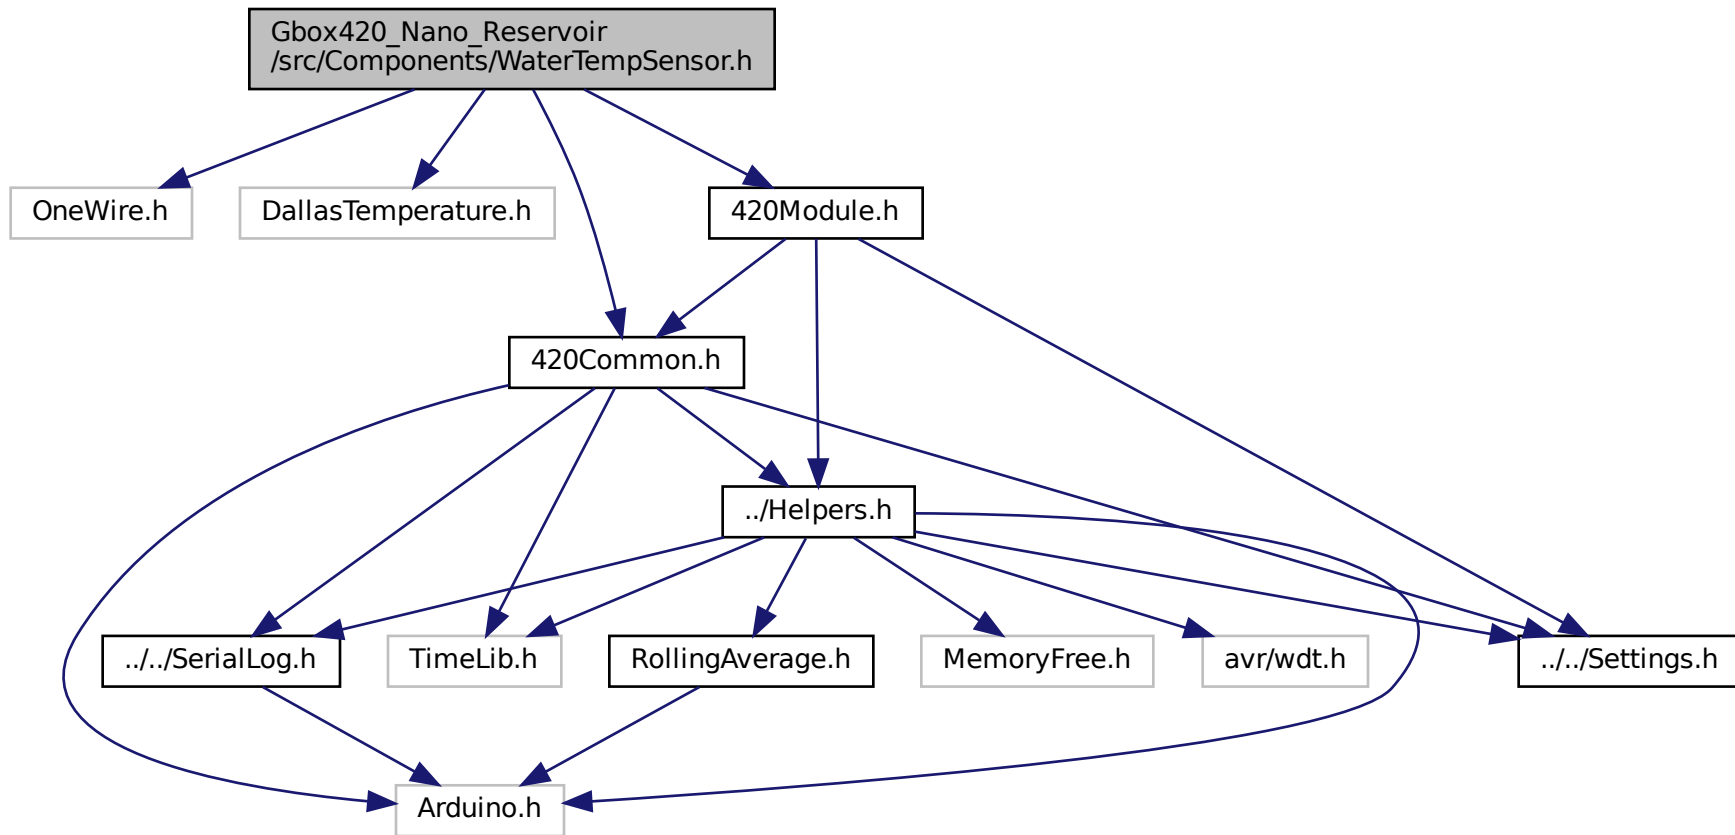 Gbox420_Nano_Reservoir
/src/Components/WaterTempSensor.h
OneWire.h
DallasTemperature.h
420Module.h
420Common.h
../Helpers.h
../../SerialLog.h
TimeLib.h
RollingAverage.h
MemoryFree.h
avr/wdt.h
../../Settings.h
Arduino.h